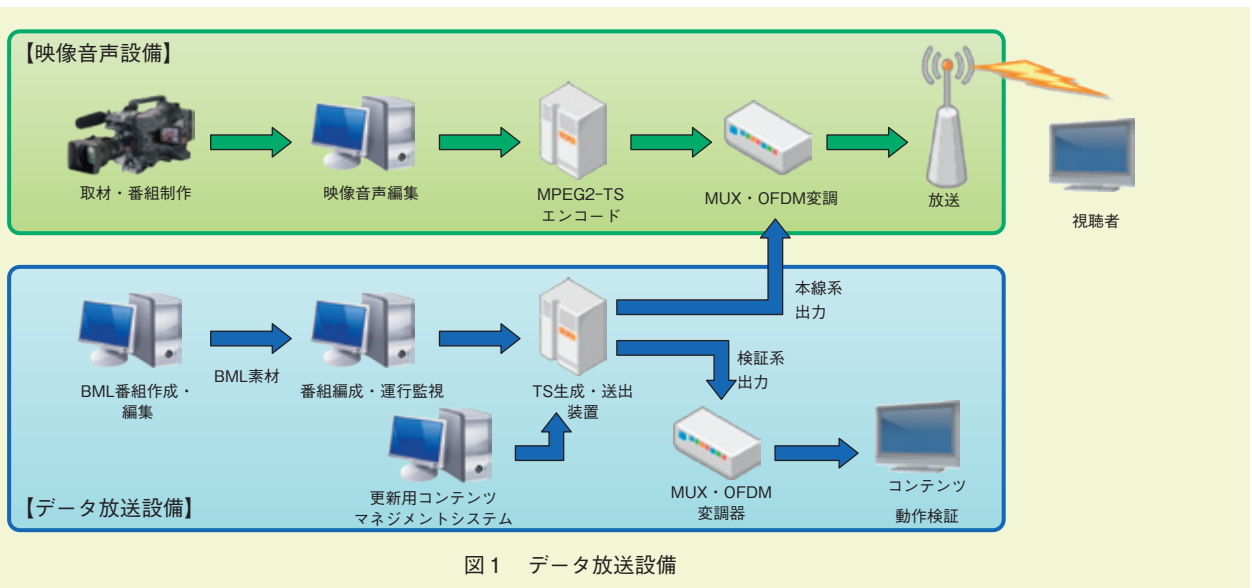 【映像音声設備】
取材・番組制作
映像音声編集
MPEG2-TS
エンコード
MUX・OFDM変調
放送
視聴者
本線系
出力
検証系
出力
BML番組作成・
編集
BML素材
番組編成・運行監視
TS生成・送出
装置
更新用コンテンツ
マネジメントシステム
MUX・OFDM
変調器
コンテンツ
動作検証
【データ放送設備】
図1 データ放送設備